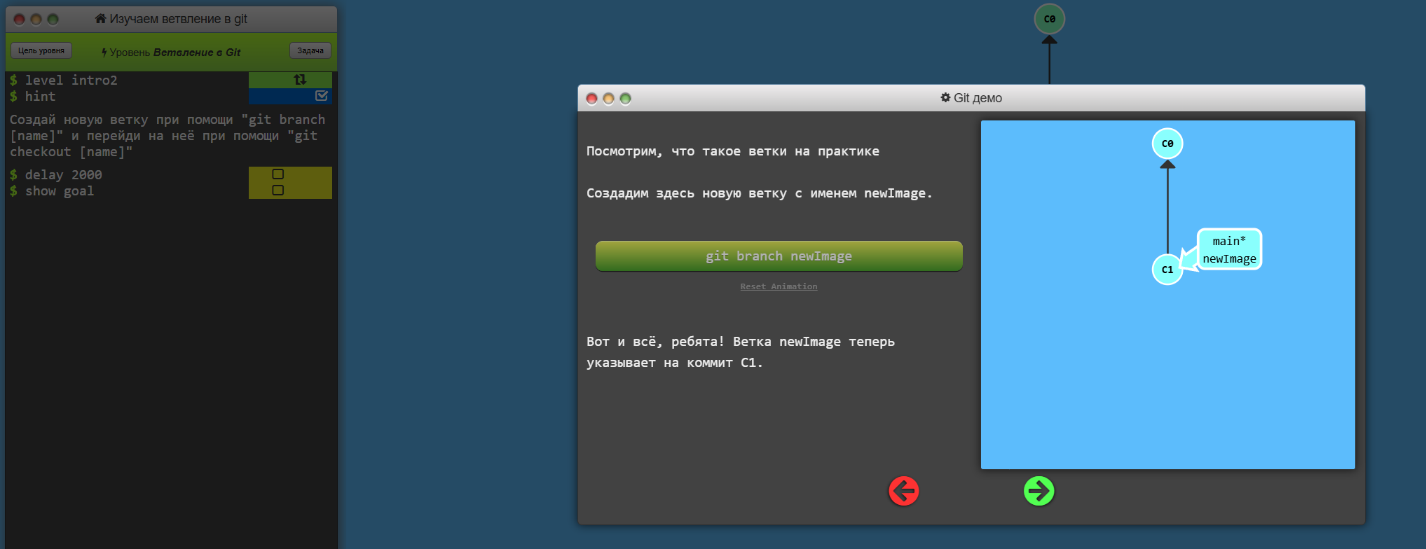 Изучаем ветвление в git
Цель уровня
Уровень Ветвление в Git
Задача
$ level intro2
$ hint
Создай новую ветку при помощи "git branch
[name]" и перейди на неё при помощи "git
checkout [name]"
$ delay 2000
$ show goal
C0
Git демо
Посмотрим, что такое ветки на практике
Создадим здесь новую ветку с именем newImage.
git branch newImage
Reset Animation
Вот и всё, ребята! Ветка newImage теперь
указывает на коммит C1.
C0
main*
newImage
C1